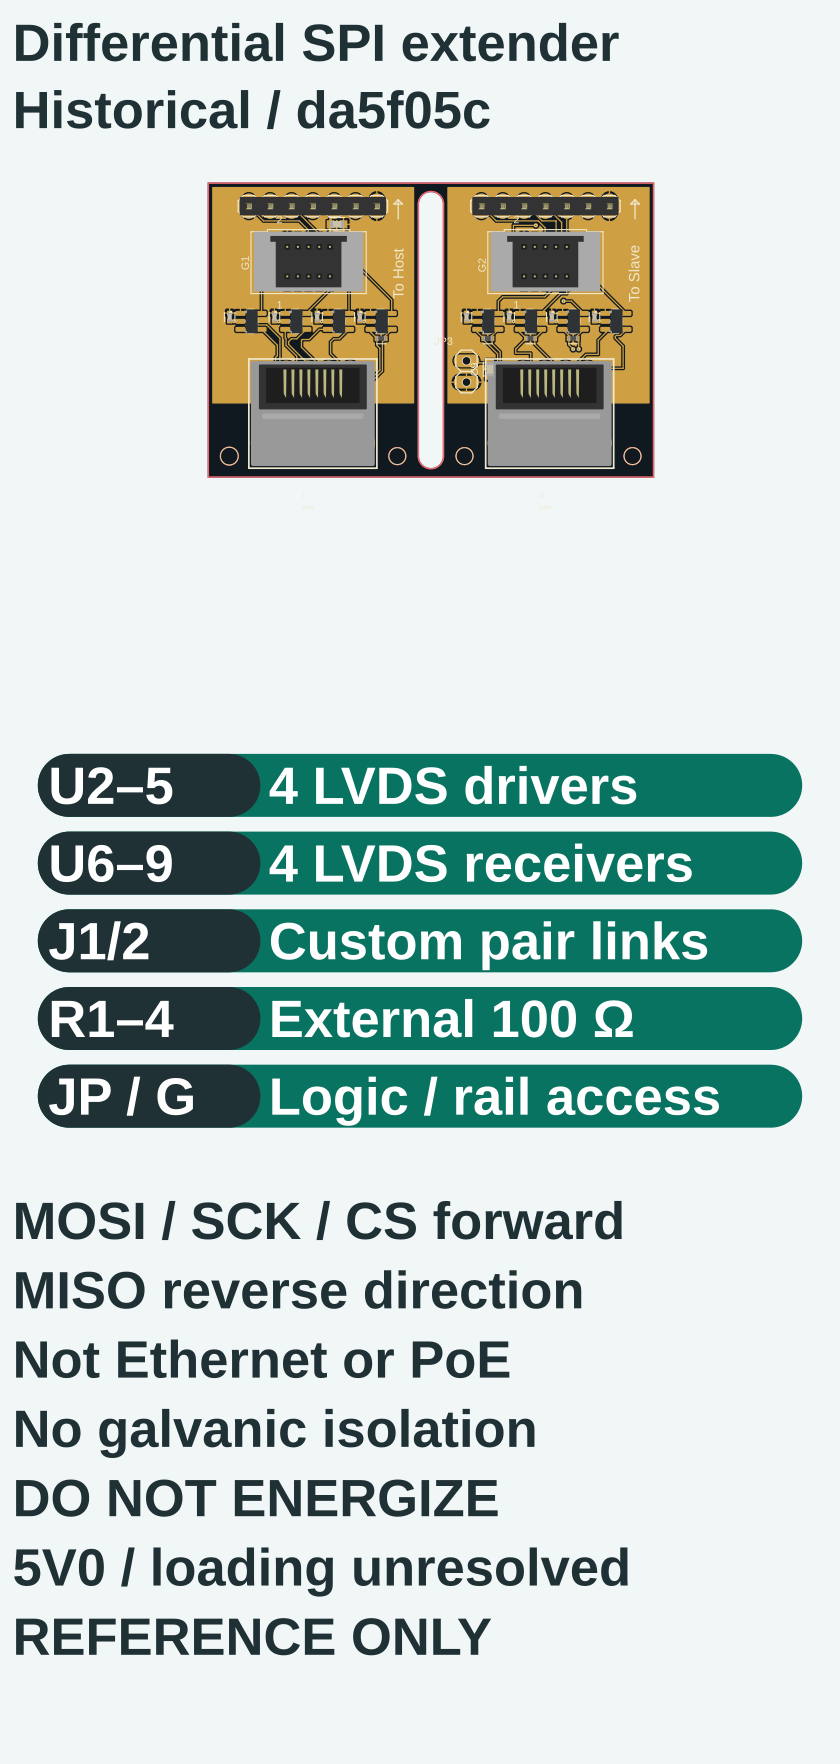 Differential SPI extender
Historical / da5f05c
G1
To Host
1
G2
To Slave
1
U2–5 4 LVDS drivers
U6–9 4 LVDS receivers
J1/2 Custom pair links
R1–4 External 100 Ω
JP / G Logic / rail access
MOSI / SCK / CS forward
MISO reverse direction
Not Ethernet or PoE
No galvanic isolation
DO NOT ENERGIZE
5V0 / loading unresolved
REFERENCE ONLY